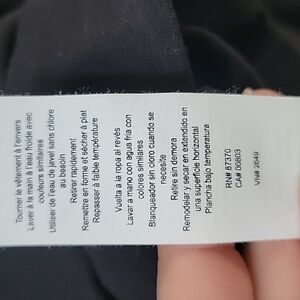 Tourner le vêtement à l'envers
Laver à la main à l'eau froide avec
couleurs similaires
Utiliser de l'eau de javel sans chlore
au besoin
Retirer rapidement
Remettre en forme et sécher à plat
Repasser à faible température
Vuelta a la ropa al revés
Lavar a mano con agua fria con
colores similares
Blanqueador sin cloro cuando se
necesite
Retire sin demora
Remodelar y secar en extendido en
una superficie horizontal
Plancha bajo temperatura
RN# 87370
CA# 00803
VN# 2649